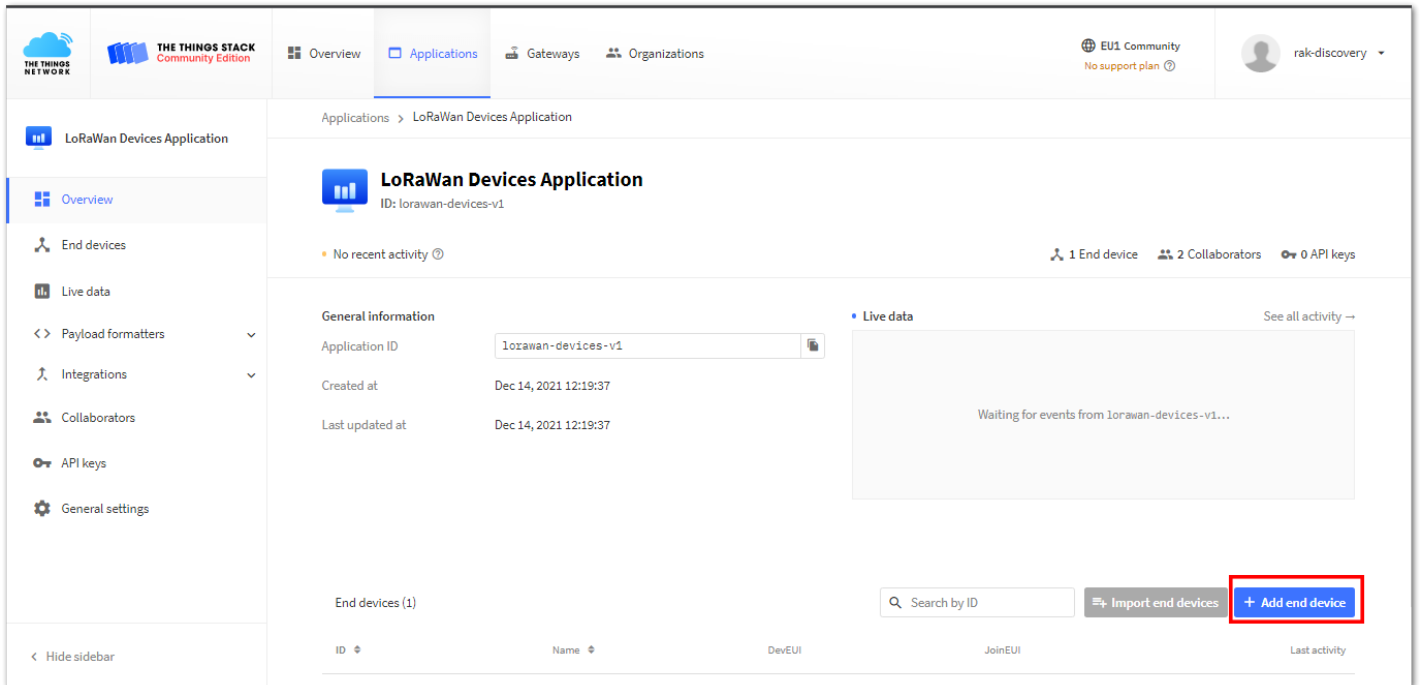 THE THINGS
NETWORK
THE THINGS STACK
Community Edition
Overview
Applications
Gateways
Organizations
EU1 Community
No support plan
rak-discovery
LoRaWan Devices Application
Overview
End devices
Live data
Payload formatters
Integrations
Collaborators
API keys
General settings
Hide sidebar
Applications > LoRaWan Devices Application
LoRaWan Devices Application
ID: lorawan-devices-v1
No recent activity
1 End device
2 Collaborators
0 API keys
General information
Application ID
lorawan-devices-v1
Created at
Dec 14, 2021 12:19:37
Last updated at
Dec 14, 2021 12:19:37
Live data
See all activity →
Waiting for events from lorawan-devices-v1...
End devices (1)
Search by ID
Import end devices
+ Add end device
ID
Name
DevEUI
JoinEUI
Last activity